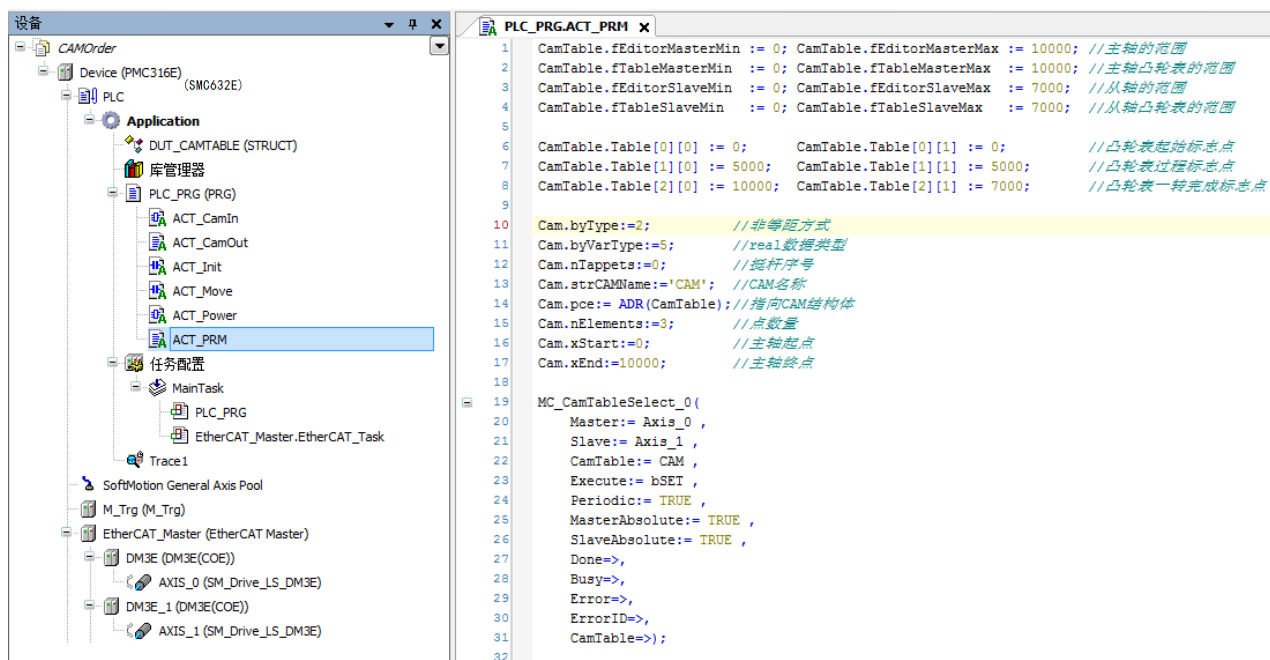 设备
CAMOrder
Device (PMC316E)
(SMC632E)
PLC
Application
DUT_CAMTABLE (STRUCT)
库管理器
PLC_PRG (PRG)
ACT_CamIn
ACT_CamOut
ACT_Init
ACT_Move
ACT_Power
ACT_PRM
任务配置
MainTask
PLC_PRG
EtherCAT_Master.EtherCAT_Task
Trace1
SoftMotion General Axis Pool
M_Trg (M_Trg)
EtherCAT_Master (EtherCAT Master)
DM3E (DM3E(COE))
AXIS_0 (SM_Drive_LS_DM3E)
DM3E_1 (DM3E(COE))
AXIS_1 (SM_Drive_LS_DM3E)
PLC_PRG.ACT_PRM
1 CamTable.fEditorMasterMin := 0; CamTable.fEditorMasterMax := 10000; //主轴的范围
2 CamTable.fTableMasterMin := 0; CamTable.fTableMasterMax := 10000; //主轴凸轮表的范围
3 CamTable.fEditorSlaveMin := 0; CamTable.fEditorSlaveMax := 7000; //从轴的范围
4 CamTable.fTableSlaveMin := 0; CamTable.fTableSlaveMax := 7000; //从轴凸轮表的范围
5
6 CamTable.Table[0][0] := 0; CamTable.Table[0][1] := 0; //凸轮表起始标志点
7 CamTable.Table[1][0] := 5000; CamTable.Table[1][1] := 5000; //凸轮表过程标志点
8 CamTable.Table[2][0] := 10000; CamTable.Table[2][1] := 7000; //凸轮表一转完成标志点
9
10 Cam.byType:=2; //非等距方式
11 Cam.byVarType:=5; //real数据类型
12 Cam.nTappets:=0; //挺杆序号
13 Cam.strCAMName:='CAM'; //CAM名称
14 Cam.pce:= ADR(CamTable);//指向CAM结构体
15 Cam.nElements:=3; //点数量
16 Cam.xStart:=0; //主轴起点
17 Cam.xEnd:=10000; //主轴终点
18
19 MC_CamTableSelect_0(
20 Master:= Axis_0 ,
21 Slave:= Axis_1 ,
22 CamTable:= CAM ,
23 Execute:= bSET ,
24 Periodic:= TRUE ,
25 MasterAbsolute:= TRUE ,
26 SlaveAbsolute:= TRUE ,
27 Done=>,
28 Busy=>,
29 Error=>,
30 ErrorID=>,
31 CamTable=>);
32